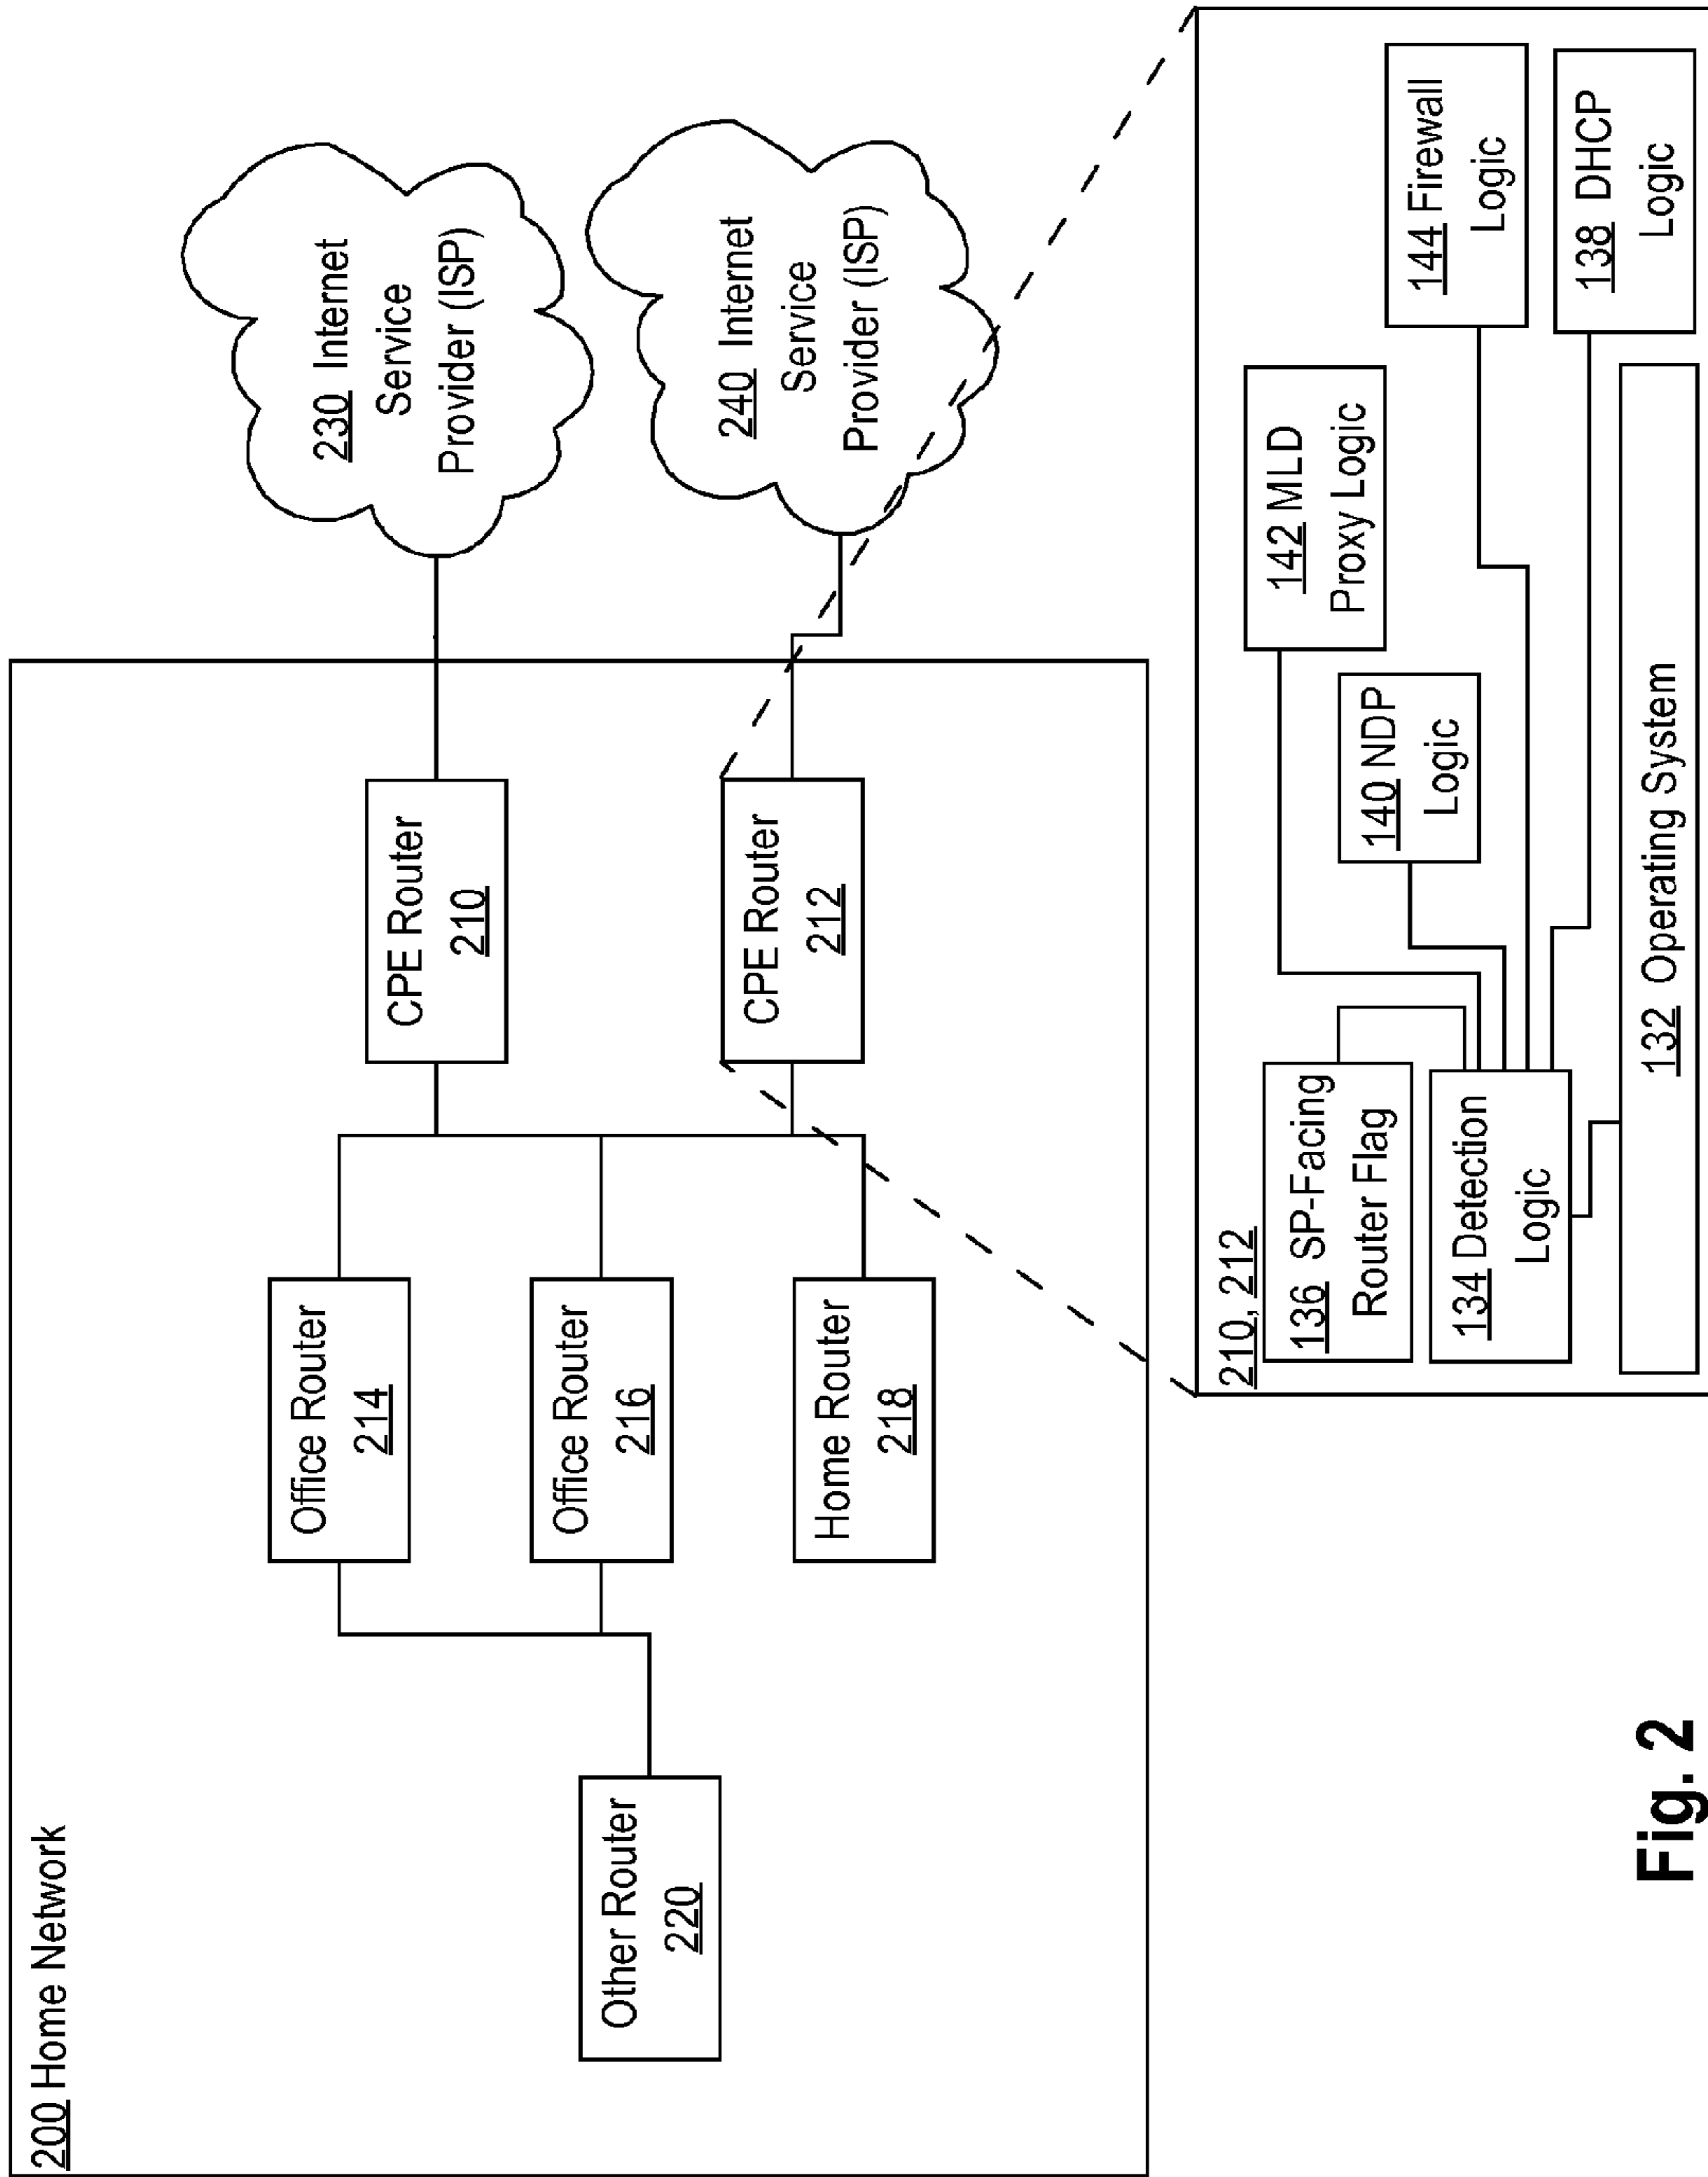 200 Home Network
Other Router
220
Office Router
214
Office Router
216
Home Router
218
CPE Router
210
CPE Router
212
230 Internet
Service
Provider (ISP)
240 Internet
Service
Provider (ISP)
210, 212
136 SP-Facing
Router Flag
134 Detection
Logic
140 NDP
Logic
142 MLD
Proxy Logic
144 Firewall
Logic
138 DHCP
Logic
132 Operating System
Fig. 2